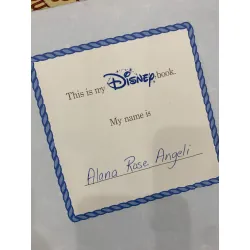 This is my Disney book.
My name is
Alana Rose Angeli